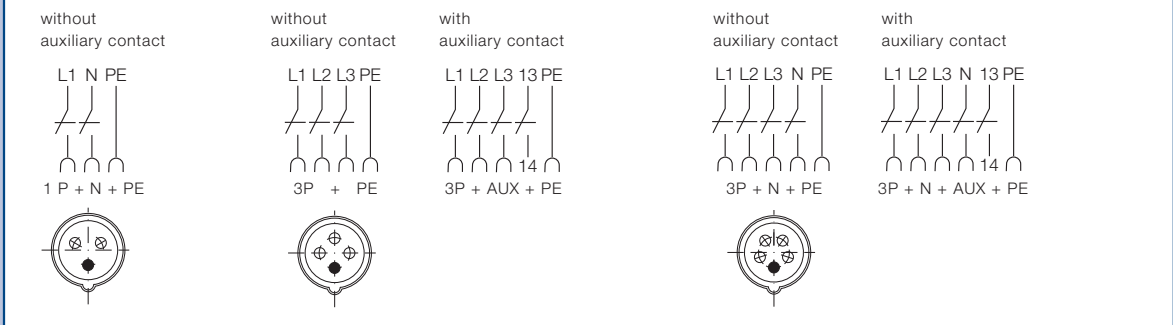 without
auxiliary contact
L1 N PE
1 P + N + PE
without
auxiliary contact
L1 L2 L3 PE
3P + PE
with
auxiliary contact
L1 L2 L3 13 PE
14
3P + AUX + PE
without
auxiliary contact
L1 L2 L3 N PE
3P + N + PE
with
auxiliary contact
L1 L2 L3 N 13 PE
14
3P + N + AUX + PE